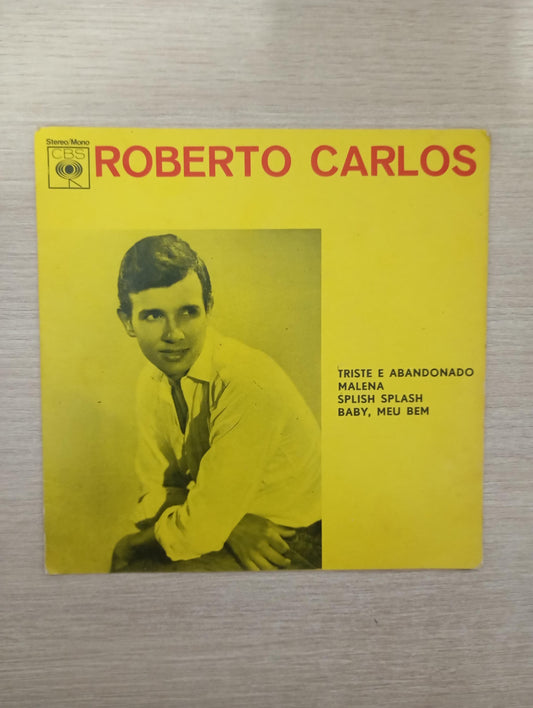 Stereo/Mono
CBS
ROBERTO CARLOS
TRISTE E ABANDONADO
MALENA
SPLISH SPLASH
BABY, MEU BEM